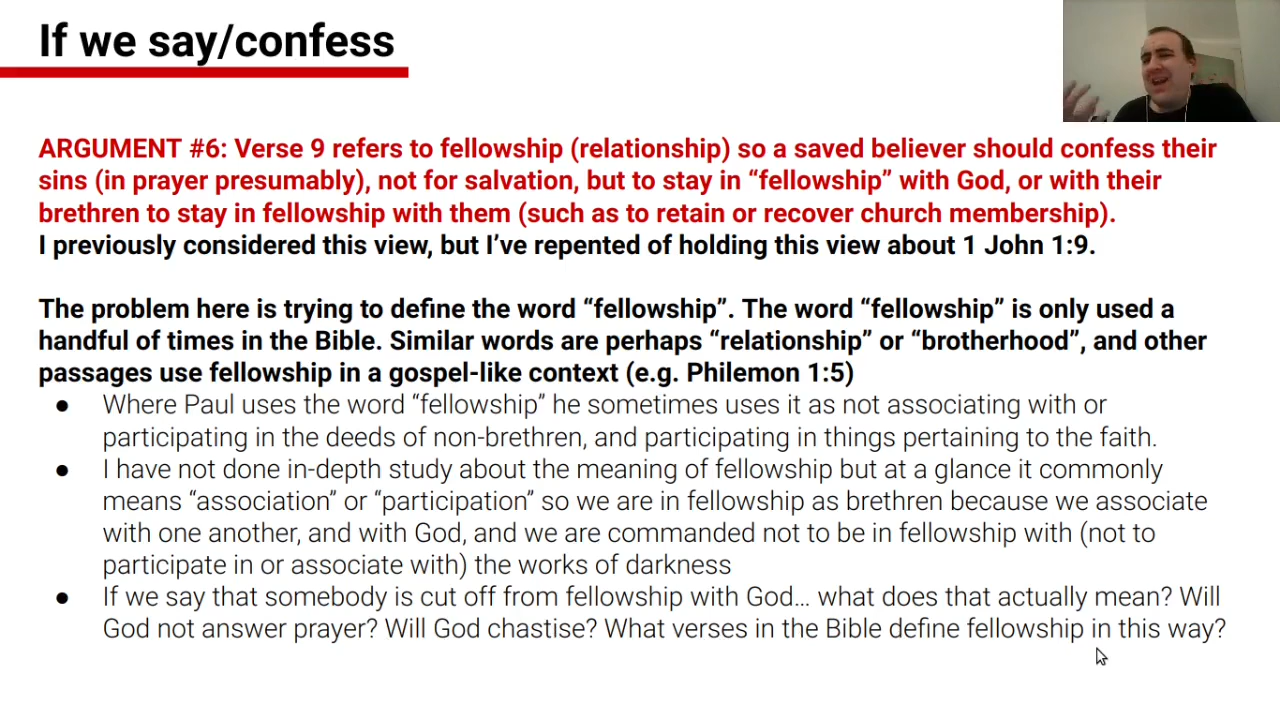 If we say/confess
ARGUMENT #6: Verse 9 refers to fellowship (relationship) so a saved believer should confess their
sins (in prayer presumably), not for salvation, but to stay in “fellowship” with God, or with their
brethren to stay in fellowship with them (such as to retain or recover church membership).
I previously considered this view, but I’ve repented of holding this view about 1 John 1:9.
The problem here is trying to define the word “fellowship”. The word “fellowship” is only used a
handful of times in the Bible. Similar words are perhaps “relationship” or “brotherhood”, and other
passages use fellowship in a gospel-like context (e.g. Philemon 1:5)
● Where Paul uses the word “fellowship” he sometimes uses it as not associating with or
participating in the deeds of non-brethren, and participating in things pertaining to the faith.
● I have not done in-depth study about the meaning of fellowship but at a glance it commonly
means “association” or “participation” so we are in fellowship as brethren because we associate
with one another, and with God, and we are commanded not to be in fellowship with (not to
participate in or associate with) the works of darkness
● If we say that somebody is cut off from fellowship with God… what does that actually mean? Will
God not answer prayer? Will God chastise? What verses in the Bible define fellowship in this way?